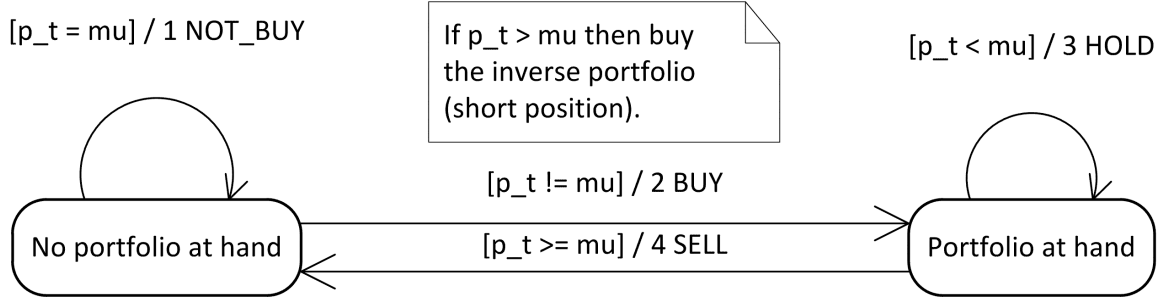 [p_t = mu] / 1 NOT_BUY
If p_t > mu then buy
the inverse portfolio
(short position).
[p_t < mu] / 3 HOLD
[p_t != mu] / 2 BUY
No portfolio at hand
[p_t >= mu] / 4 SELL
Portfolio at hand